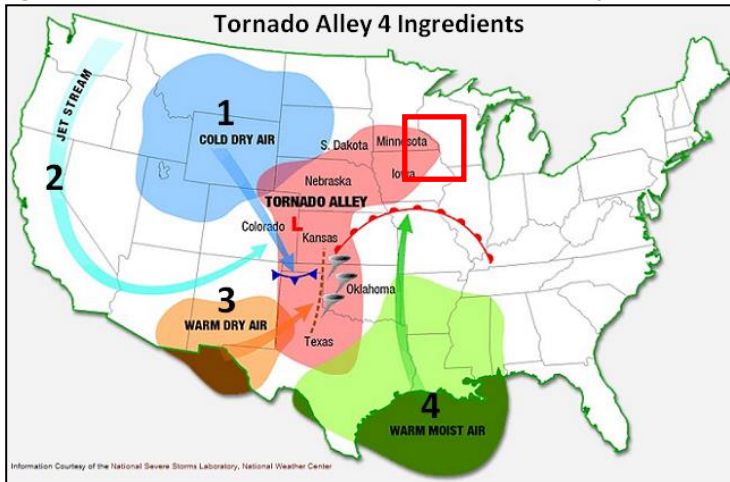 Tornado Alley 4 Ingredients
JET STREAM
1
COLD DRY AIR
2
S. Dakota
Minnesota
Iowa
Nebraska
TORNADO ALLEY
Colorado
L
Kansas
3
WARM DRY AIR
Oklahoma
Texas
4
WARM MOIST AIR
Information Courtesy of the National Severe Storms Laboratory, National Weather Center